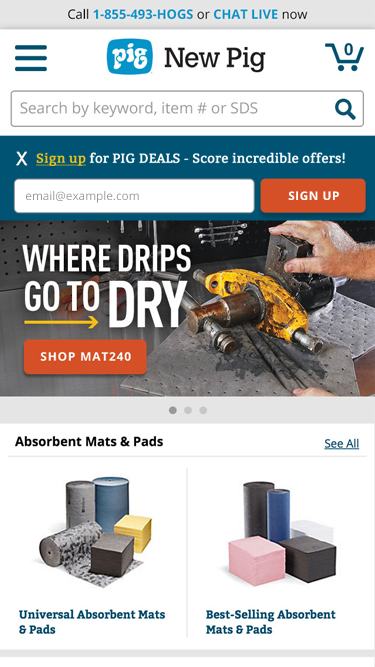 Call 1-855-493-HOGS or CHAT LIVE now
pig New Pig
0
Search by keyword, item # or SDS
X Sign up for PIG DEALS - Score incredible offers!
email@example.com
SIGN UP
WHERE DRIPS
GO TO DRY
SHOP MAT240
Absorbent Mats & Pads
See All
Universal Absorbent Mats
& Pads
Best-Selling Absorbent
Mats & Pads